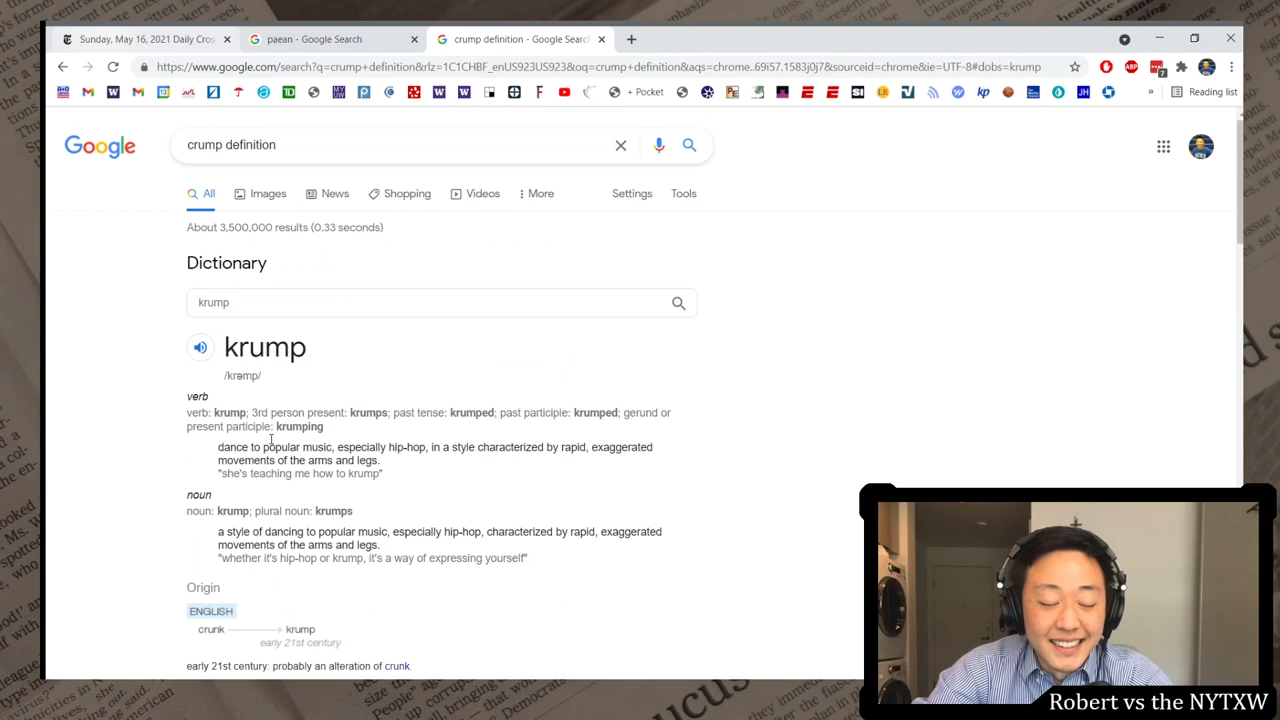 Sunday, May 16, 2021 Daily Cros
paean - Google Search
crump definition - Google Search
https://www.google.com/search?q=crump+definition&rlz=1C1CHBF_enUS923US923&oq=crump+definition&aqs=chrome..69i57.1583j0j7&sourceid=chrome&ie=UTF-8#dobs=krump
+ Pocket
Reading list
Google
crump definition
All
Images
News
Shopping
Videos
More
Settings
Tools
About 3,500,000 results (0.33 seconds)
Dictionary
krump
krump
/krəmp/
verb
verb: krump; 3rd person present: krumps; past tense: krumped; past participle: krumped; gerund or
present participle: krumping
dance to popular music, especially hip-hop, in a style characterized by rapid, exaggerated
movements of the arms and legs.
"she's teaching me how to krump"
noun
noun: krump; plural noun: krumps
a style of dancing to popular music, especially hip-hop, characterized by rapid, exaggerated
movements of the arms and legs.
"whether it's hip-hop or krump, it's a way of expressing yourself"
Origin
ENGLISH
crunk
krump
early 21st century
early 21st century: probably an alteration of crunk.
Robert vs the NYTXW